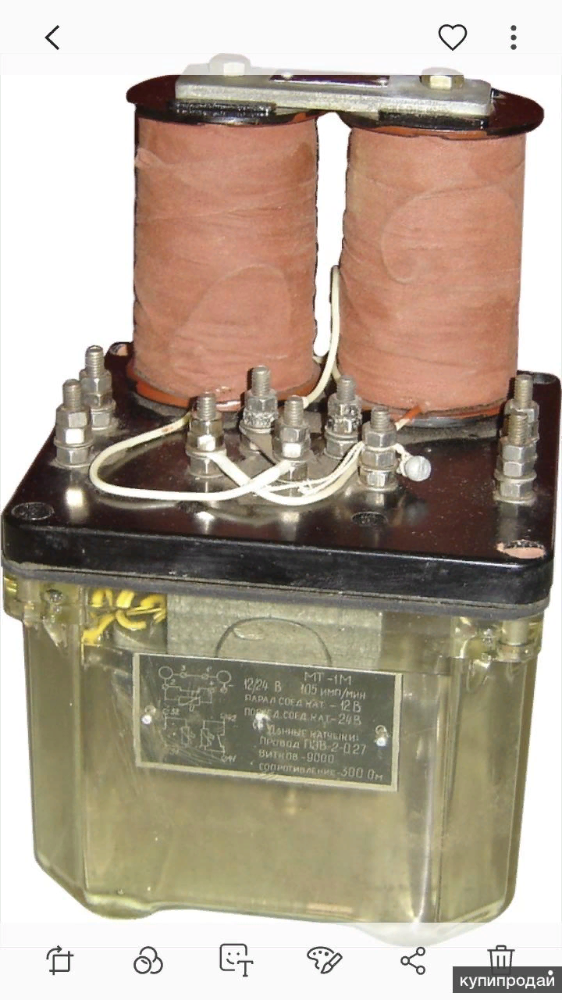 МТ-1М
12/24 В 105 ИМП/МИН
ПАРАЛ СОЕД КАТ. - 12 В
ПОСЛЕД. СОЕД. КАТ - 24 В
ДАННЫЕ КАТУШКИ:
ПРОВОД ПЭВ-2-0.27
ВИТКОВ - 9000
СОПРОТИВЛЕНИЕ - 300 ОМ
T
купипродай